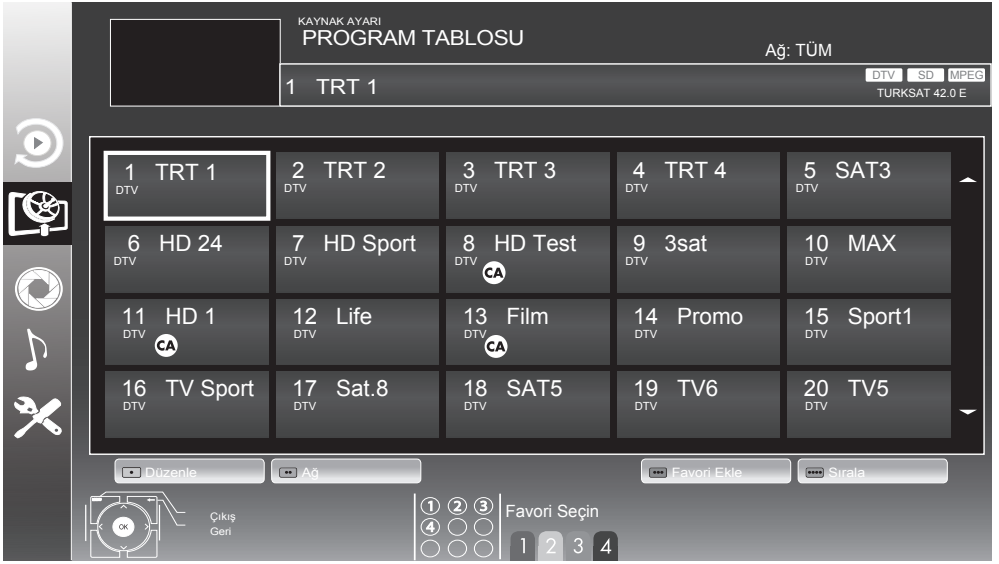 KAYNAK AYARI
PROGRAM TABLOSU
Ağ: TÜM
1 TRT 1
DTV SD MPEG
TURKSAT 42.0 E
1 TRT 1
DTV
2 TRT 2
DTV
3 TRT 3
DTV
4 TRT 4
DTV
5 SAT3
DTV
6 HD 24
DTV
7 HD Sport
DTV
8 HD Test
DTV
CA
9 3sat
DTV
10 MAX
DTV
11 HD 1
DTV
CA
12 Life
DTV
13 Film
DTV
CA
14 Promo
DTV
15 Sport1
DTV
16 TV Sport
DTV
17 Sat.8
DTV
18 SAT5
DTV
19 TV6
DTV
20 TV5
DTV
Düzenle
Ağ
Favori Ekle
Sırala
OK
Çıkış
Geri
1 2 3
4
Favori Seçin
1 2 3 4